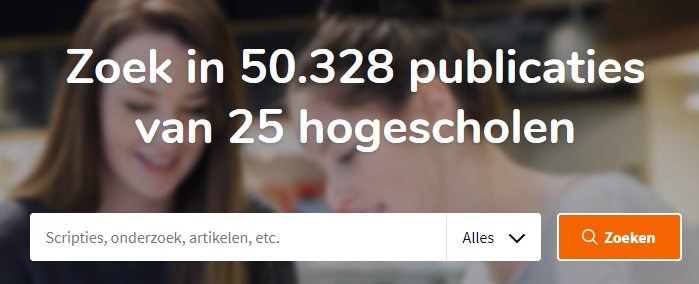 Zoek in 50.328 publicaties
van 25 hogescholen
Scripties, onderzoek, artikelen, etc. Alles Zoeken